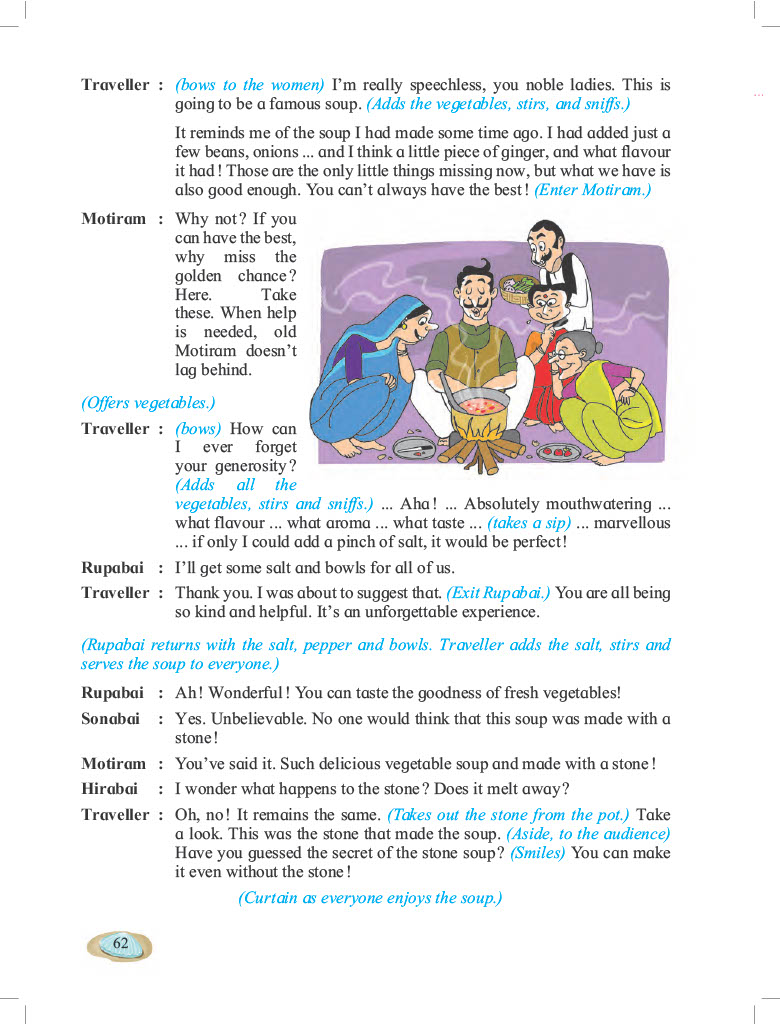 Traveller : (bows to the women) I’m really speechless, you noble ladies. This is
going to be a famous soup. (Adds the vegetables, stirs, and sniffs.)
It reminds me of the soup I had made some time ago. I had added just a
few beans, onions ... and I think a little piece of ginger, and what flavour
it had! Those are the only little things missing now, but what we have is
also good enough. You can’t always have the best! (Enter Motiram.)
Motiram : Why not? If you
can have the best,
why miss the
golden chance?
Here. Take
these. When help
is needed, old
Motiram doesn’t
lag behind.
(Offers vegetables.)
Traveller : (bows) How can
I ever forget
your generosity?
(Adds all the
vegetables, stirs and sniffs.) ... Aha! ... Absolutely mouthwatering ...
what flavour ... what aroma ... what taste ... (takes a sip) ... marvellous
... if only I could add a pinch of salt, it would be perfect!
Rupabai : I’ll get some salt and bowls for all of us.
Traveller : Thank you. I was about to suggest that. (Exit Rupabai.) You are all being
so kind and helpful. It’s an unforgettable experience.
(Rupabai returns with the salt, pepper and bowls. Traveller adds the salt, stirs and
serves the soup to everyone.)
Rupabai : Ah! Wonderful! You can taste the goodness of fresh vegetables!
Sonabai : Yes. Unbelievable. No one would think that this soup was made with a
stone!
Motiram : You’ve said it. Such delicious vegetable soup and made with a stone!
Hirabai : I wonder what happens to the stone? Does it melt away?
Traveller : Oh, no! It remains the same. (Takes out the stone from the pot.) Take
a look. This was the stone that made the soup. (Aside, to the audience)
Have you guessed the secret of the stone soup? (Smiles) You can make
it even without the stone!
(Curtain as everyone enjoys the soup.)
62